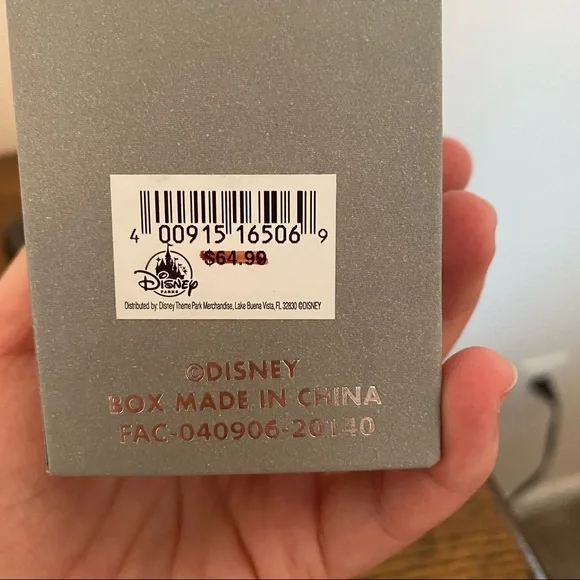 4 00915 16506 9
$64.99
Disney
PARKS
Distributed by: Disney Theme Park Merchandise, Lake Buena Vista, FL 32830 ©DISNEY
©DISNEY
BOX MADE IN CHINA
FAC-040906-20140